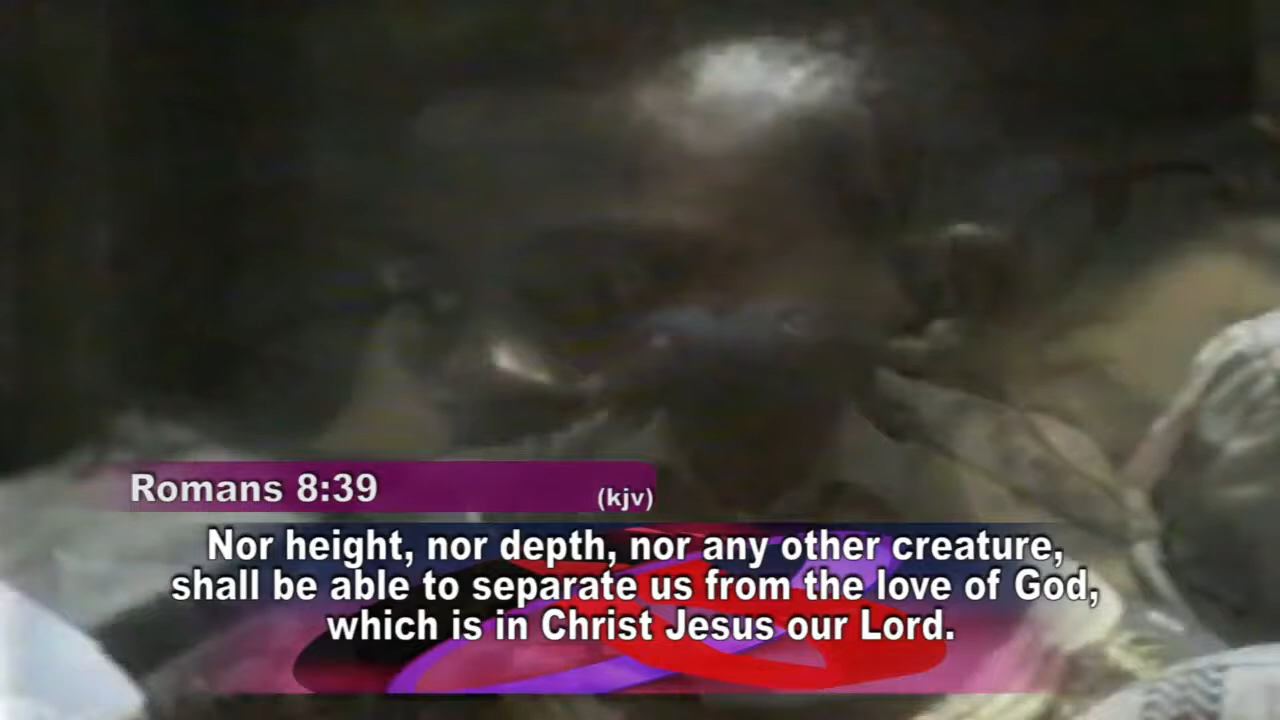 Romans 8:39 (kjv)
Nor height, nor depth, nor any other creature,
shall be able to separate us from the love of God,
which is in Christ Jesus our Lord.